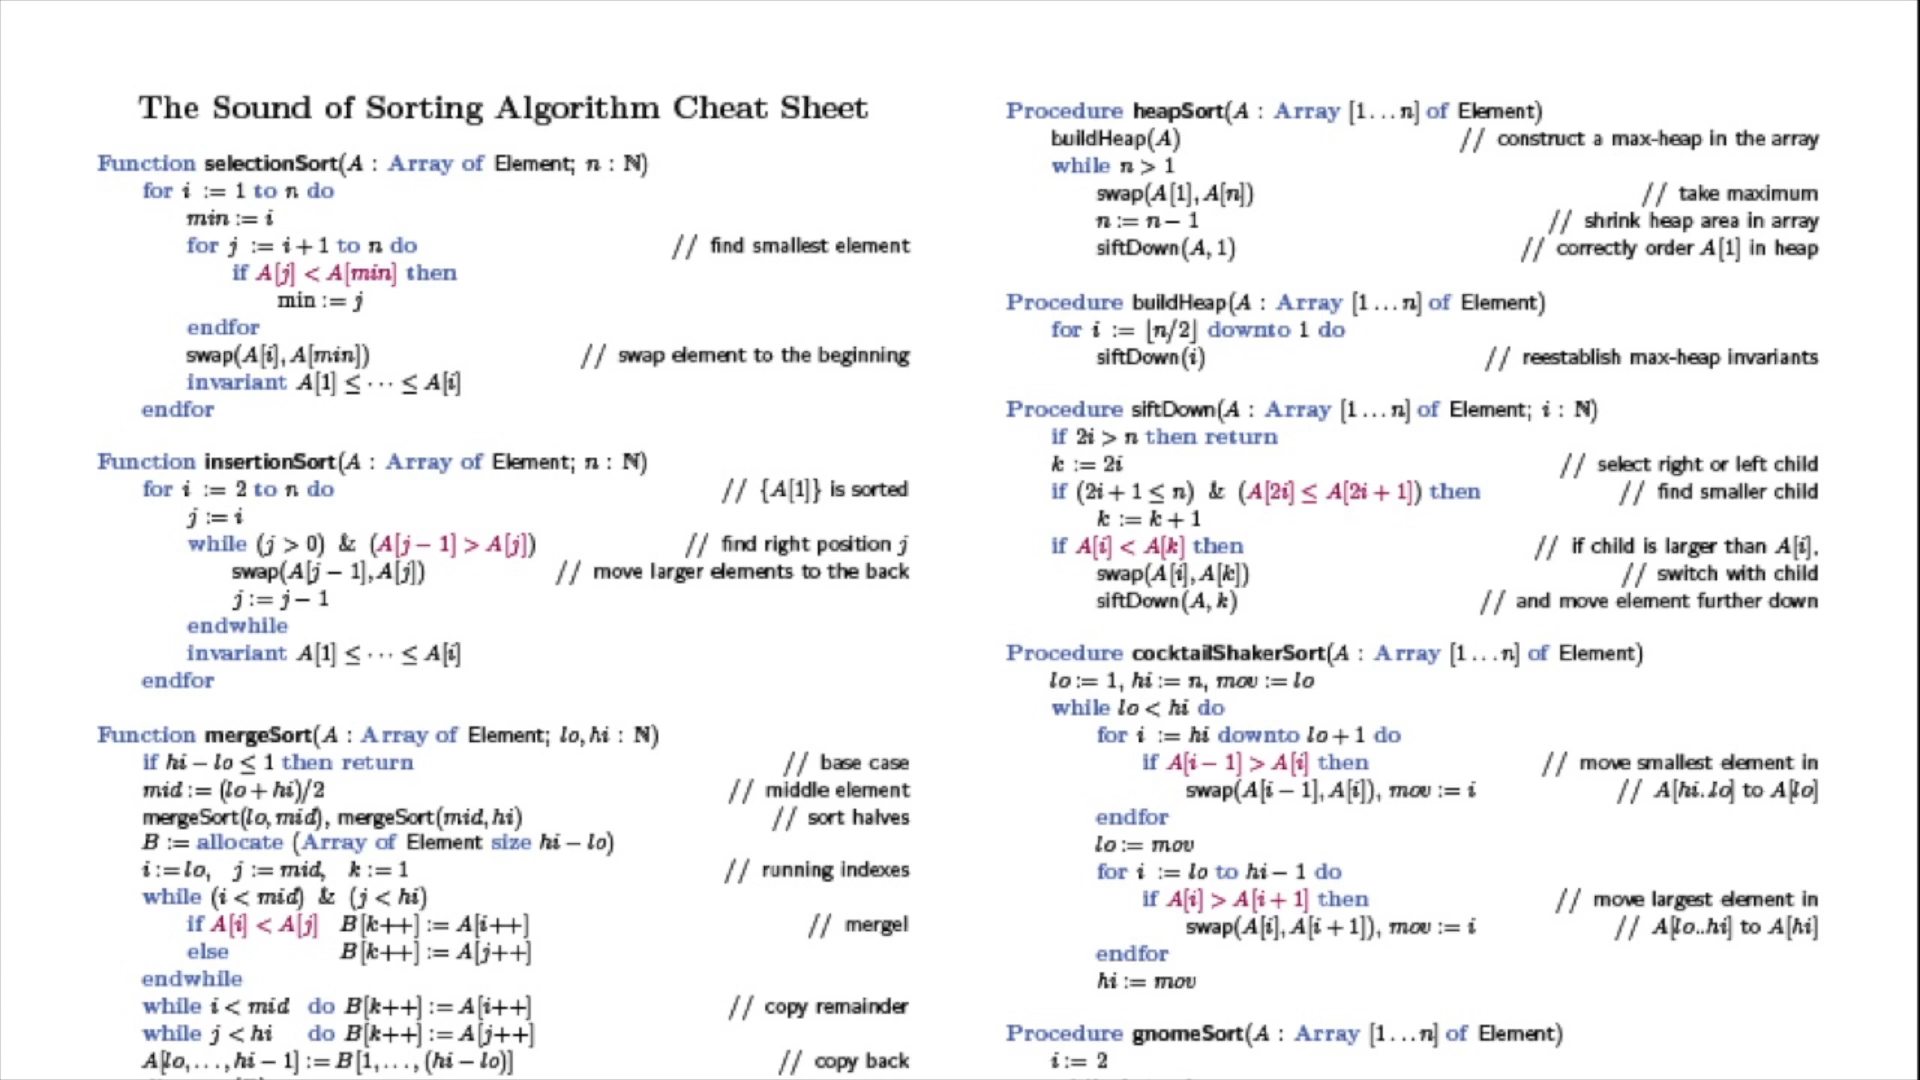 The Sound of Sorting Algorithm Cheat Sheet
Function selectionSort(A : Array of Element; n : ℕ)
for i := 1 to n do
min := i
for j := i + 1 to n do // find smallest element
if A[j] < A[min] then
min := j
endfor
swap(A[i], A[min]) // swap element to the beginning
invariant A[1] ≤ ··· ≤ A[i]
endfor
Function insertionSort(A : Array of Element; n : ℕ)
for i := 2 to n do // {A[1]} is sorted
j := i
while (j > 0) & (A[j − 1] > A[j]) // find right position j
swap(A[j − 1], A[j]) // move larger elements to the back
j := j − 1
endwhile
invariant A[1] ≤ ··· ≤ A[i]
endfor
Function mergeSort(A : Array of Element; lo, hi : ℕ)
if hi − lo ≤ 1 then return // base case
mid := (lo + hi)/2 // middle element
mergeSort(lo, mid), mergeSort(mid, hi) // sort halves
B := allocate (Array of Element size hi − lo)
i := lo, j := mid, k := 1 // running indexes
while (i < mid) & (j < hi)
if A[i] < A[j] B[k++] := A[i++] // merge!
else B[k++] := A[j++]
endwhile
while i < mid do B[k++] := A[i++] // copy remainder
while j < hi do B[k++] := A[j++]
A[lo, ..., hi − 1] := B[1, ..., (hi − lo)] // copy back
Procedure heapSort(A : Array [1...n] of Element)
buildHeap(A) // construct a max-heap in the array
while n > 1
swap(A[1], A[n]) // take maximum
n := n − 1 // shrink heap area in array
siftDown(A, 1) // correctly order A[1] in heap
Procedure buildHeap(A : Array [1...n] of Element)
for i := ⌊n/2⌋ downto 1 do
siftDown(i) // reestablish max-heap invariants
Procedure siftDown(A : Array [1...n] of Element; i : ℕ)
if 2i > n then return
k := 2i // select right or left child
if (2i + 1 ≤ n) & (A[2i] ≤ A[2i + 1]) then // find smaller child
k := k + 1
if A[i] < A[k] then // if child is larger than A[i],
swap(A[i], A[k]) // switch with child
siftDown(A, k) // and move element further down
Procedure cocktailShakerSort(A : Array [1...n] of Element)
lo := 1, hi := n, mov := lo
while lo < hi do
for i := hi downto lo + 1 do
if A[i − 1] > A[i] then // move smallest element in
swap(A[i − 1], A[i]), mov := i // A[hi..lo] to A[lo]
endfor
lo := mov
for i := lo to hi − 1 do
if A[i] > A[i + 1] then // move largest element in
swap(A[i], A[i + 1]), mov := i // A[lo..hi] to A[hi]
endfor
hi := mov
Procedure gnomeSort(A : Array [1...n] of Element)
i := 2